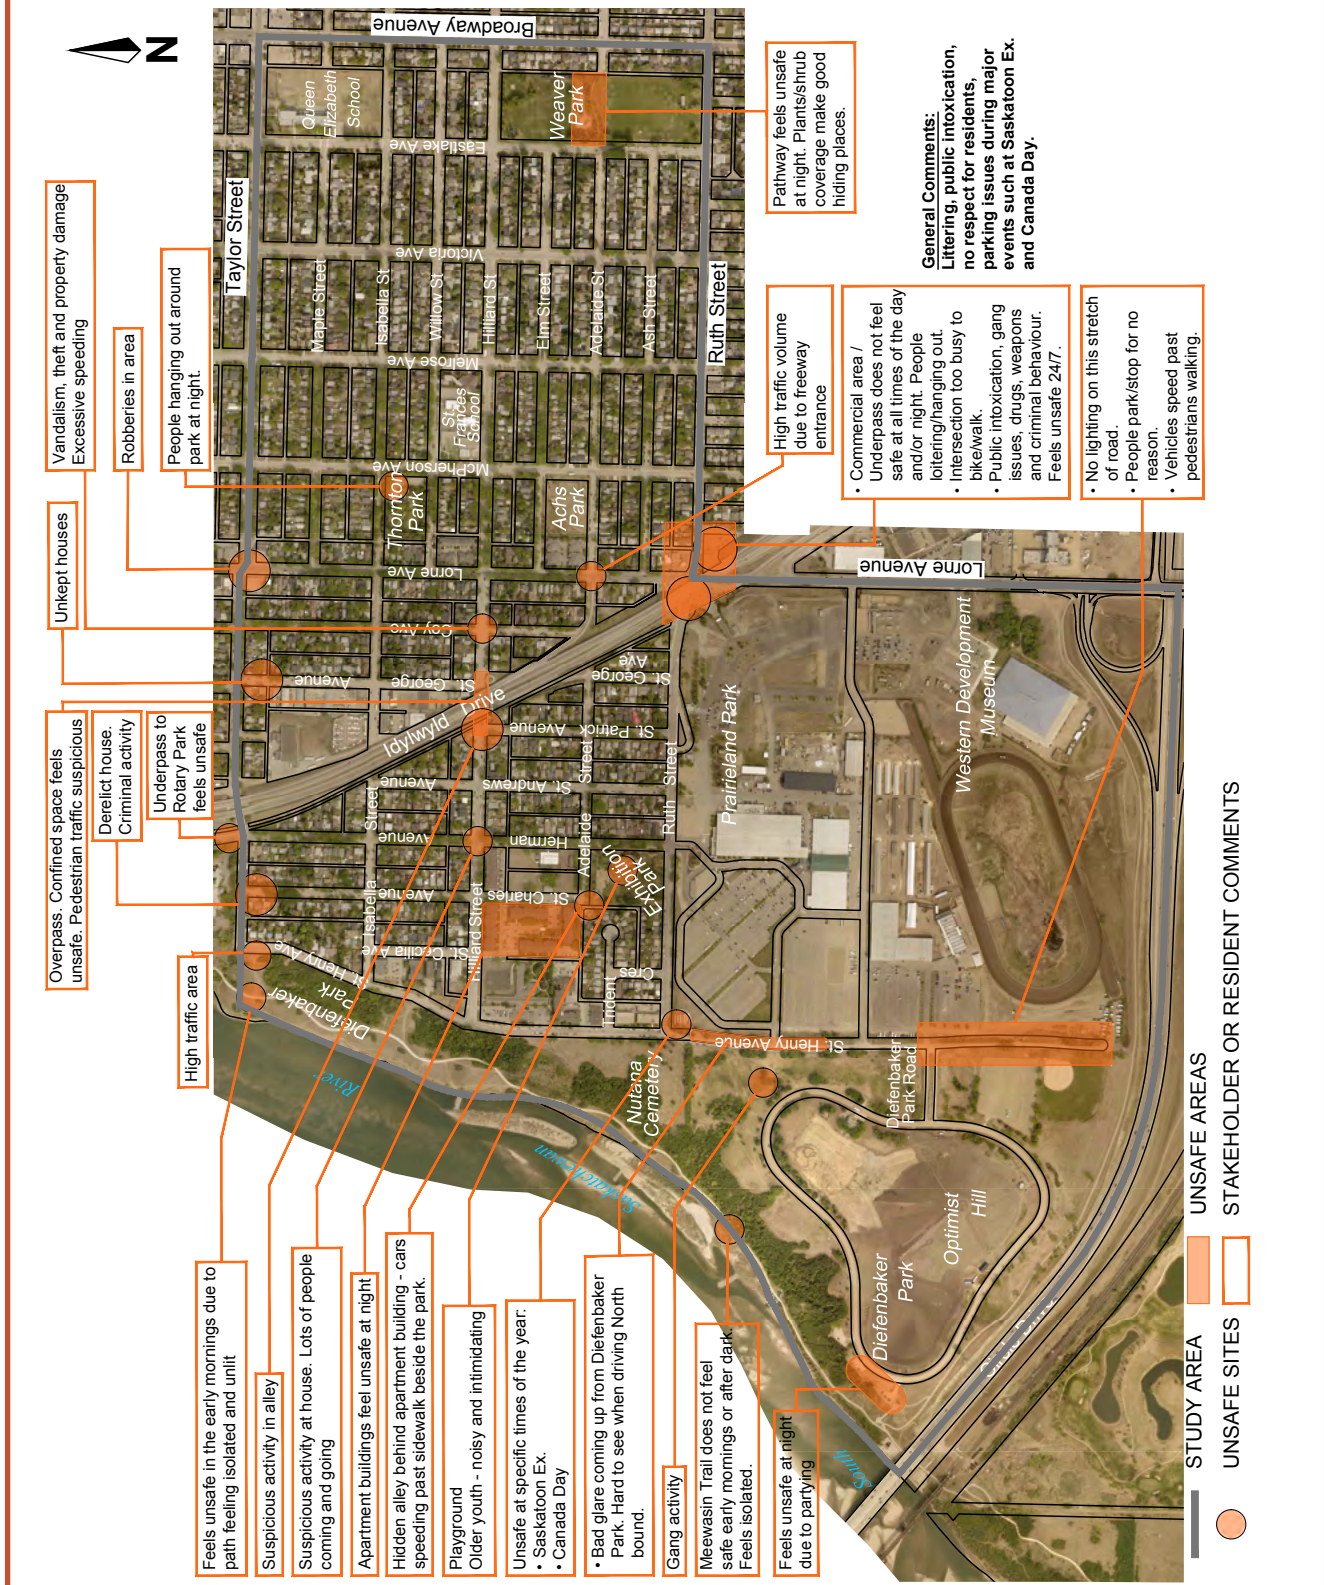 N
Broadway Avenue
Queen
Elizabeth
School
Weaver
Park
Eastlake Ave
Taylor Street
Victoria Ave
Maple Street
Isabella St
Willow St
Hilliard St
Elm Street
Adelaide St
Ash Street
Ruth Street
Melrose Ave
St.
Frances
School
McPherson Ave
Thornton
Park
Achs
Park
Lorne Ave
Coy Ave
St. George
Avenue
St. George
Ave
Idylwyld Drive
St. Patrick Avenue
St. Andrews
Avenue
Herman
Avenue
St. Charles
Avenue
St. Cecilia Ave
St. Henry Ave
Isabella
Street
Hilliard Street
Adelaide
Street
Ruth Street
Exhibition
Park
Trident
Cres
Diefenbaker
Park
Lorne Avenue
Prairieland Park
Western Development
Museum
St. Henry Avenue
Diefenbaker
Park Road
Nutana
Cemetery
Optimist
Hill
Diefenbaker
Park
South
Saskatchewan
River
Vandalism, theft and property damage
Excessive speeding
Robberies in area
People hanging out around
park at night.
Unkept houses
Overpass. Confined space feels
unsafe. Pedestrian traffic suspicious
Derelict house.
Criminal activity
Underpass to
Rotary Park
feels unsafe
High traffic area
Pathway feels unsafe
at night. Plants/shrub
coverage make good
hiding places.
General Comments:
Littering, public intoxication,
no respect for residents,
parking issues during major
events such at Saskatoon Ex.
and Canada Day.
High traffic volume
due to freeway
entrance
• Commercial area /
Underpass does not feel
safe at all times of the day
and/or night. People
loitering/hanging out.
• Intersection too busy to
bike/walk.
• Public intoxication, gang
issues, drugs, weapons
and criminal behaviour.
Feels unsafe 24/7.
• No lighting on this stretch
of road.
• People park/stop for no
reason.
• Vehicles speed past
pedestrians walking.
Feels unsafe in the early mornings due to
path feeling isolated and unlit
Suspicious activity in alley
Suspicious activity at house. Lots of people
coming and going
Apartment buildings feel unsafe at night
Hidden alley behind apartment building - cars
speeding past sidewalk beside the park.
Playground
Older youth - noisy and intimidating
Unsafe at specific times of the year:
• Saskatoon Ex.
• Canada Day
• Bad glare coming up from Diefenbaker
Park. Hard to see when driving North
bound.
Gang activity
Meewasin Trail does not feel
safe early mornings or after dark.
Feels isolated.
Feels unsafe at night
due to partying
STUDY AREA
UNSAFE AREAS
UNSAFE SITES
STAKEHOLDER OR RESIDENT COMMENTS